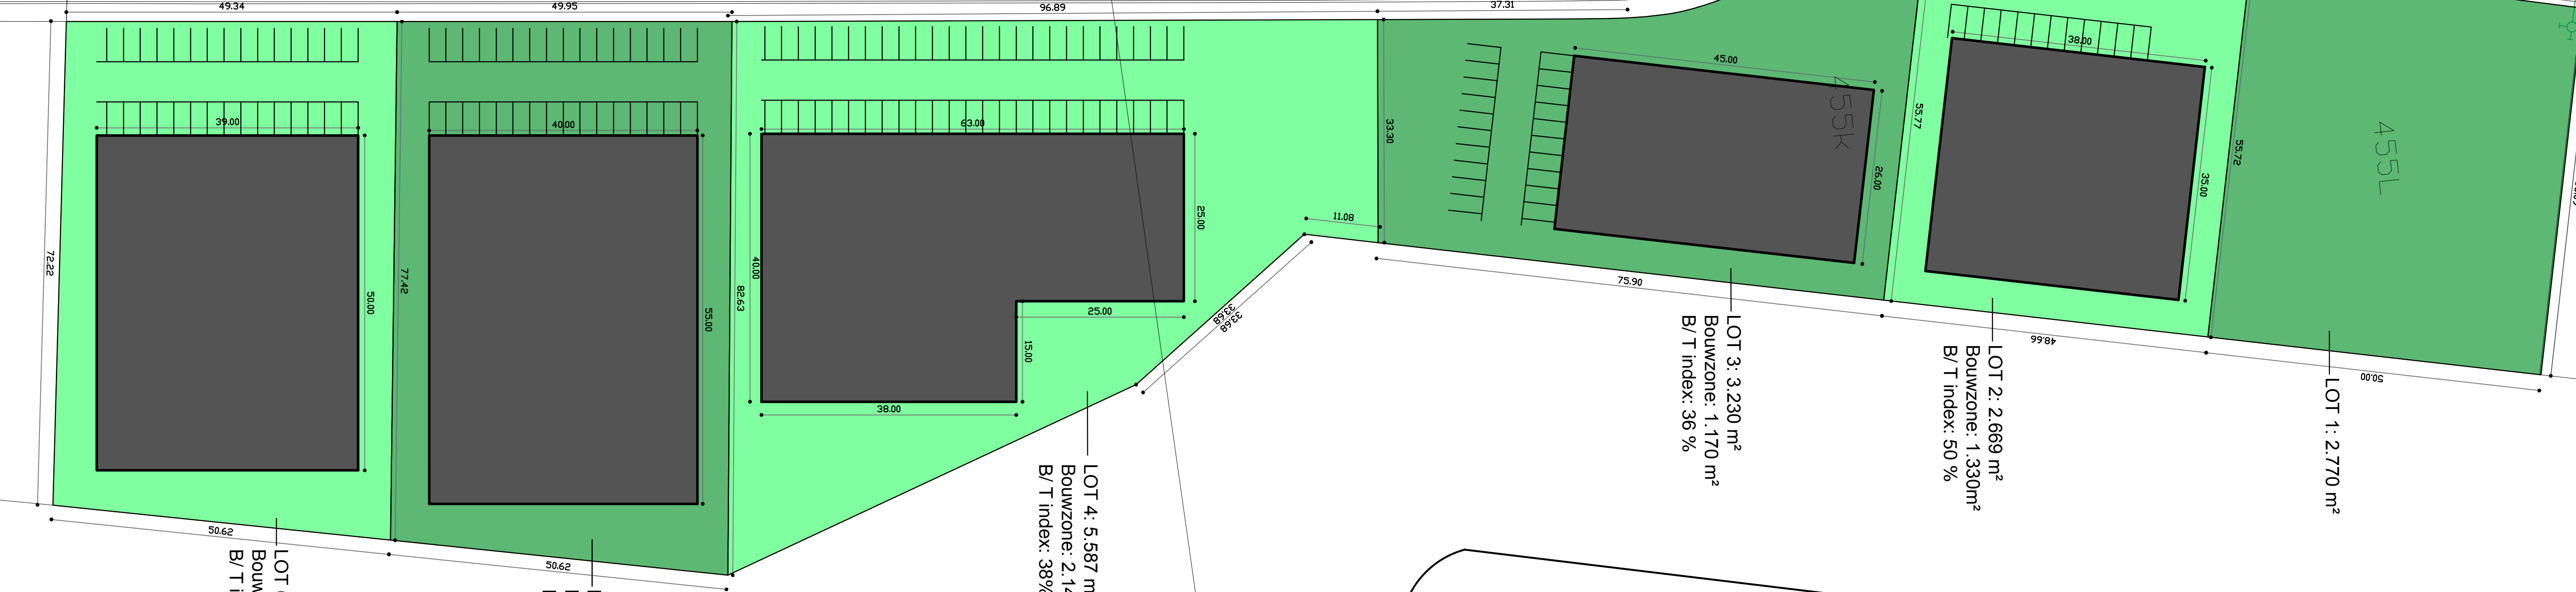 49.34
49.95
96.89
37.31
39.00
40.00
63.00
45.00
38.00
72.22
50.00
77.42
55.00
82.63
40.00
25.00
25.00
15.00
38.00
33.30
11.08
33.68
33.68
455K
26.00
55.77
35.00
55.72
455L
75.90
48.66
50.00
50.62
50.62
LOT 1: 2.770 m²
LOT 2: 2.669 m²
Bouwzone: 1.330m²
B/ T index: 50 %
LOT 3: 3.230 m²
Bouwzone: 1.170 m²
B/ T index: 36 %
LOT 4: 5.587 m
Bouwzone: 2.14
B/ T index: 38%
LOT
Bouw
B/ T i